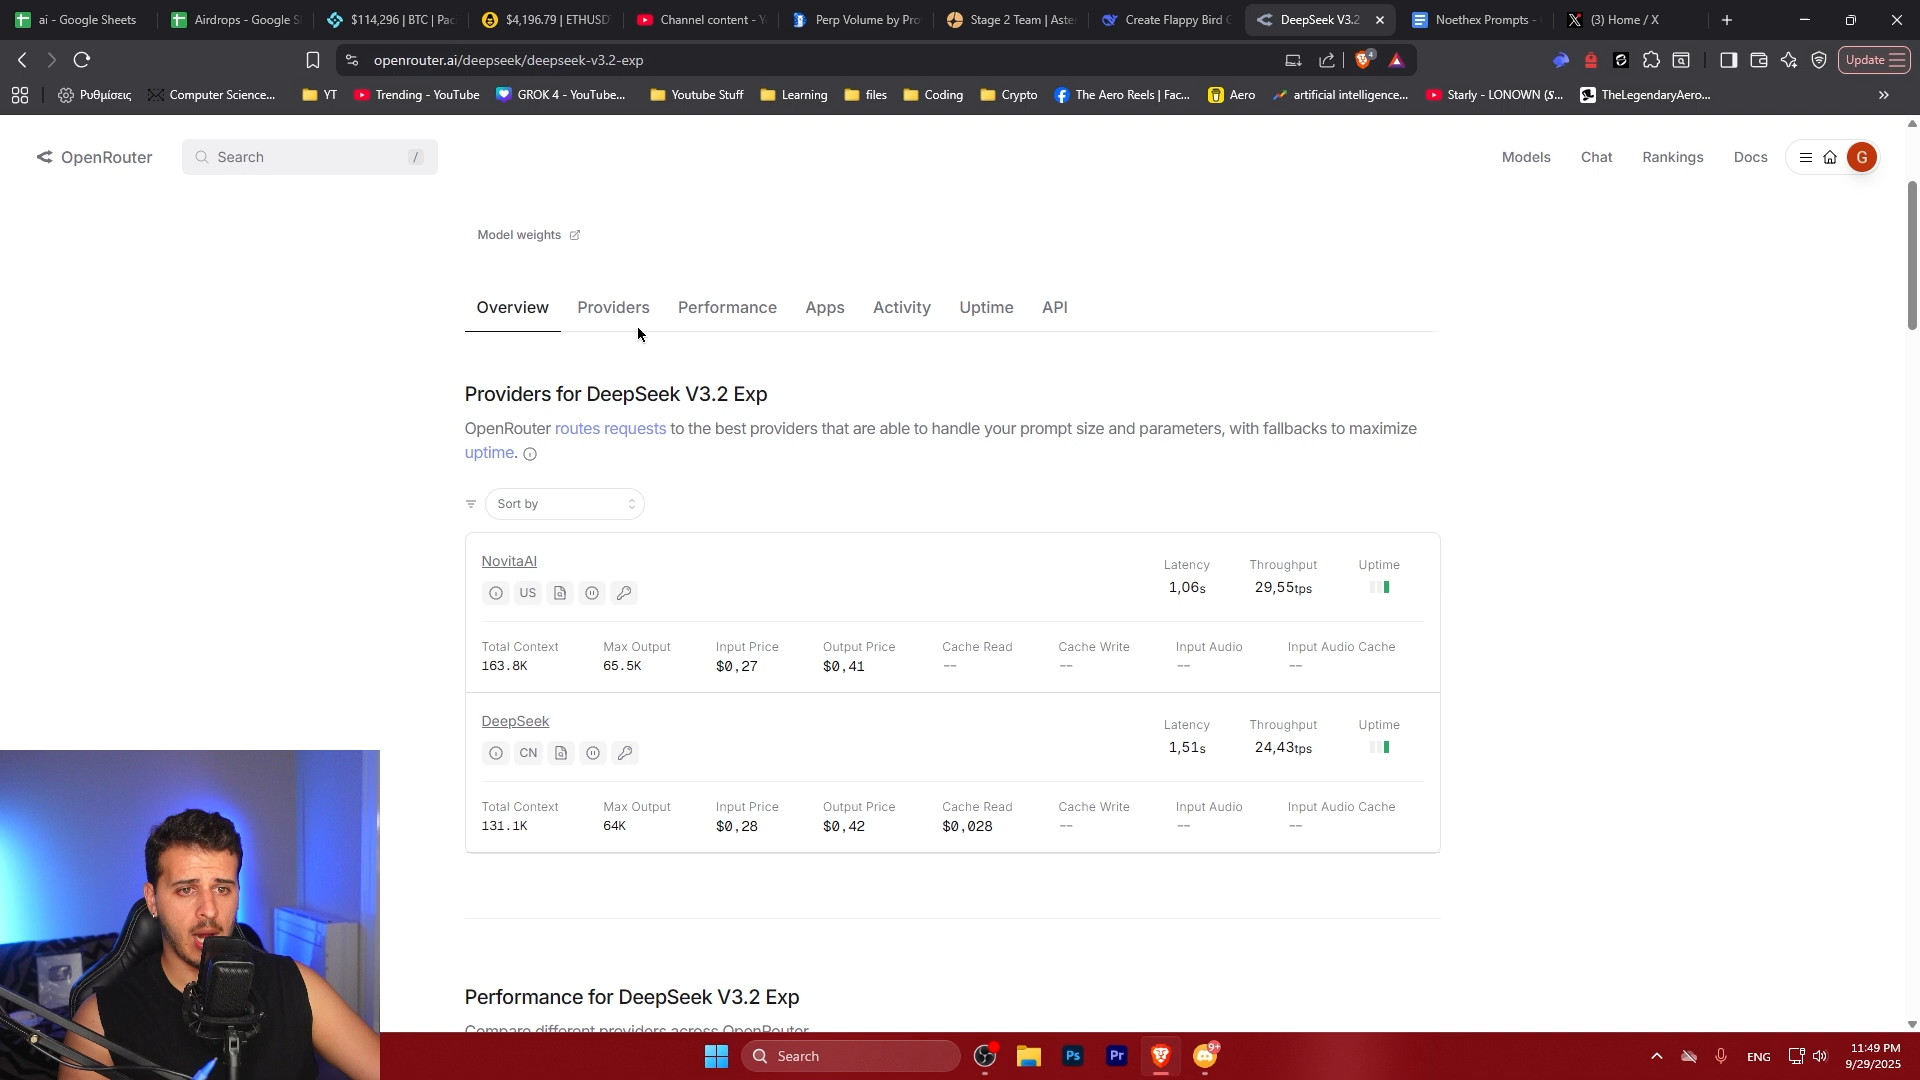 ai - Google Sheets
Airdrops - Google S
$114,296 | BTC | Pac
$4,196.79 | ETHUSD
Channel content - Y
Perp Volume by Pro
Stage 2 Team | Aste
Create Flappy Bird G
DeepSeek V3.2
Noethex Prompts -
(3) Home / X
openrouter.ai/deepseek/deepseek-v3.2-exp
4
Update
Ρυθμίσεις
Computer Science...
YT
Trending - YouTube
GROK 4 - YouTube...
Youtube Stuff
Learning
files
Coding
Crypto
The Aero Reels | Fac...
Aero
artificial intelligence...
Starly - LONOWN (S...
TheLegendaryAero...
OpenRouter
Search
/
Models
Chat
Rankings
Docs
G
Model weights
Overview
Providers
Performance
Apps
Activity
Uptime
API
Providers for DeepSeek V3.2 Exp
OpenRouter routes requests to the best providers that are able to handle your prompt size and parameters, with fallbacks to maximize
uptime.
Sort by
NovitaAI
US
Latency Throughput Uptime
1,06s 29,55tps
Total Context Max Output Input Price Output Price Cache Read Cache Write Input Audio Input Audio Cache
163.8K 65.5K $0,27 $0,41 -- -- -- --
DeepSeek
CN
Latency Throughput Uptime
1,51s 24,43tps
Total Context Max Output Input Price Output Price Cache Read Cache Write Input Audio Input Audio Cache
131.1K 64K $0,28 $0,42 $0,028 -- -- --
Performance for DeepSeek V3.2 Exp
Compare different providers across OpenRouter
Search
Ps
Pr
9+
ENG
11:49 PM
9/29/2025